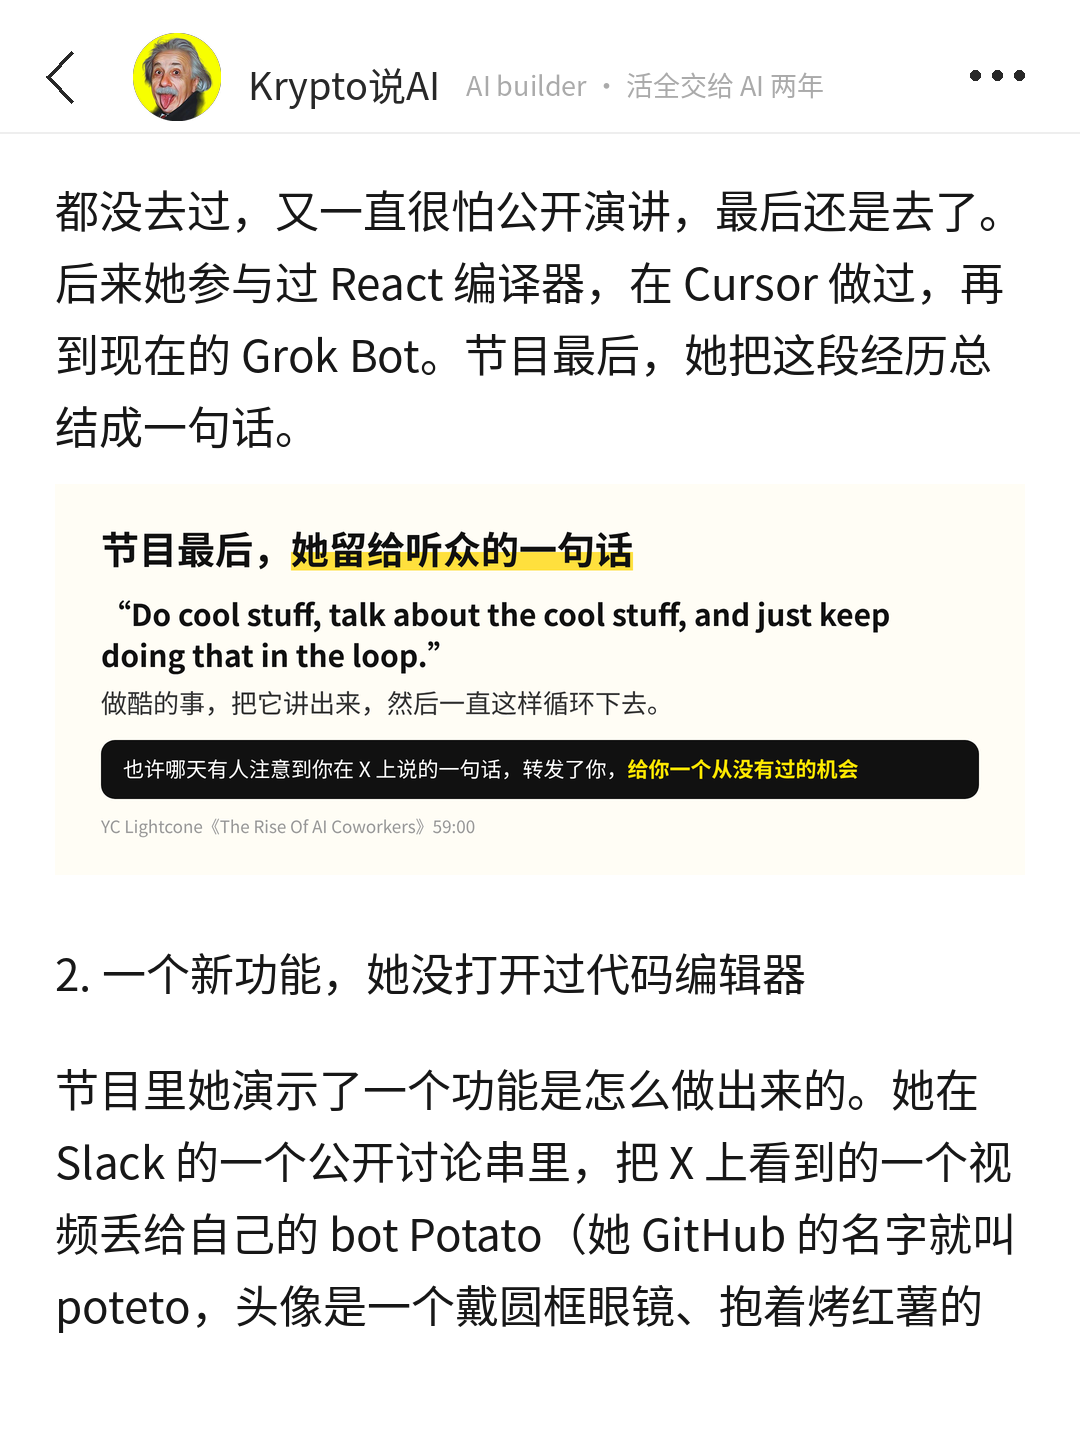 Krypto说AI AI builder · 活全交给 AI 两年
都没去过，又一直很怕公开演讲，最后还是去了。
后来她参与过 React 编译器，在 Cursor 做过，再
到现在的 Grok Bot。节目最后，她把这段经历总
结成一句话。
节目最后，她留给听众的一句话
“Do cool stuff, talk about the cool stuff, and just keep
doing that in the loop.”
做酷的事，把它讲出来，然后一直这样循环下去。
也许哪天有人注意到你在 X 上说的一句话，转发了你，给你一个从没有过的机会
YC Lightcone《The Rise Of AI Coworkers》59:00
2. 一个新功能，她没打开过代码编辑器
节目里她演示了一个功能是怎么做出来的。她在
Slack 的一个公开讨论串里，把 X 上看到的一个视
频丢给自己的 bot Potato（她 GitHub 的名字就叫
poteto，头像是一个戴圆框眼镜、抱着烤红薯的